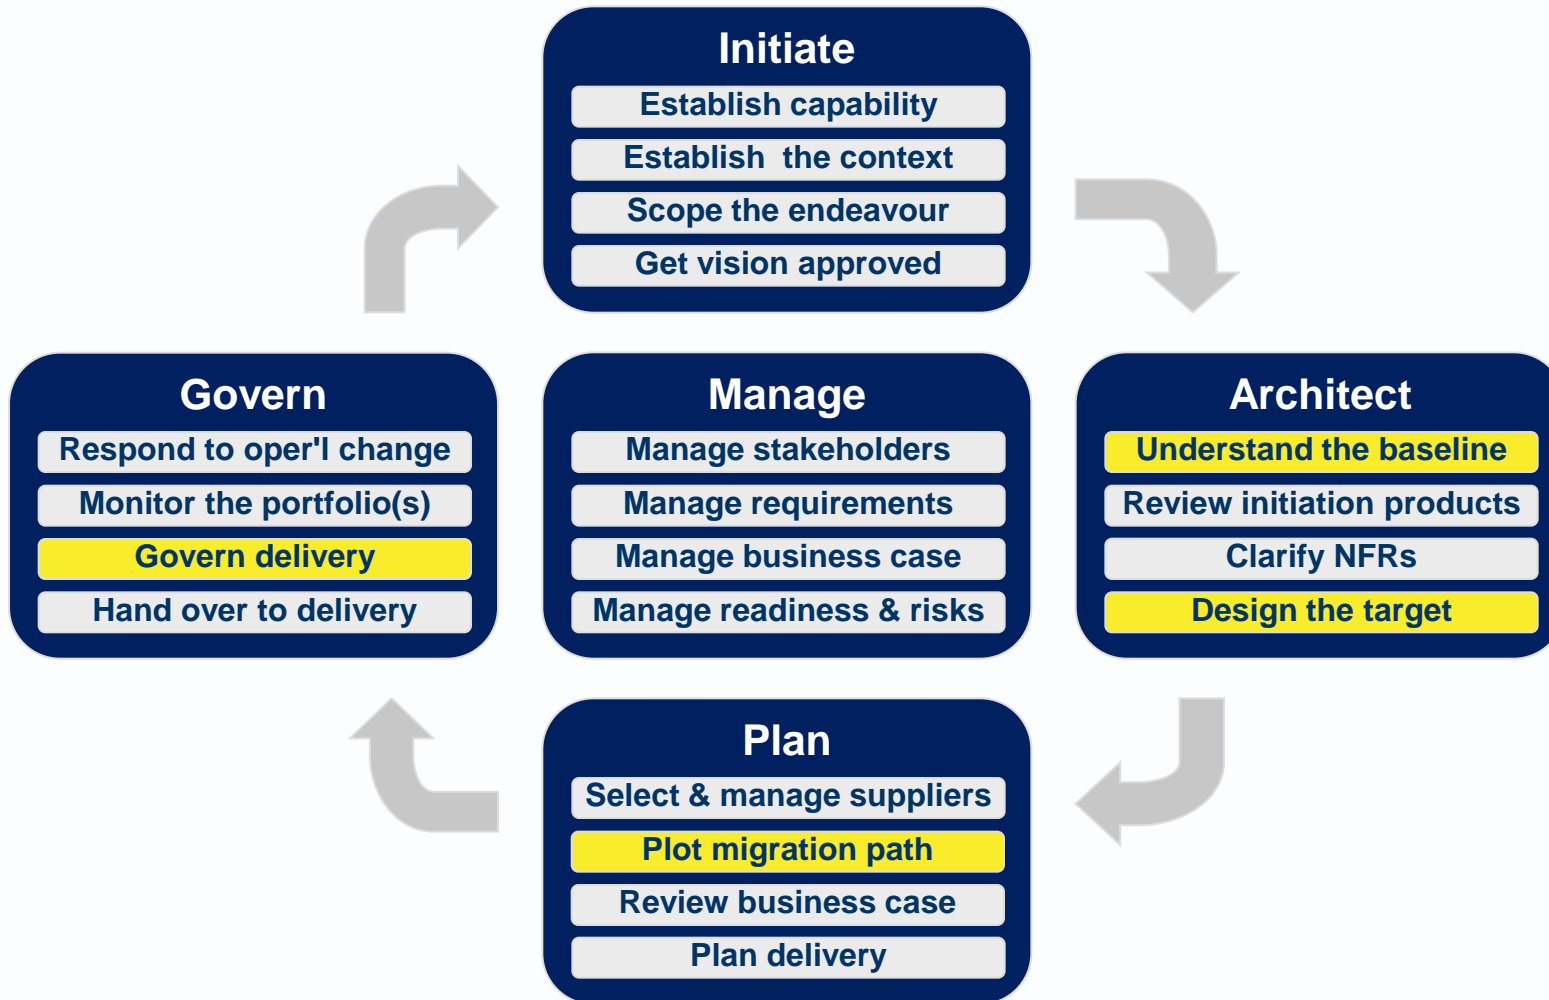 Initiate
Establish capability
Establish  the context
Scope the endeavour
Get vision approved
Govern
Respond to oper'l change
Monitor the portfolio(s)
Govern delivery
Hand over to delivery
Manage
Manage stakeholders
Manage requirements
Manage business case
Manage readiness & risks
Architect
Understand the baseline
Review initiation products
Clarify NFRs
Design the target
Plan
Select & manage suppliers
Plot migration path
Review business case
Plan delivery